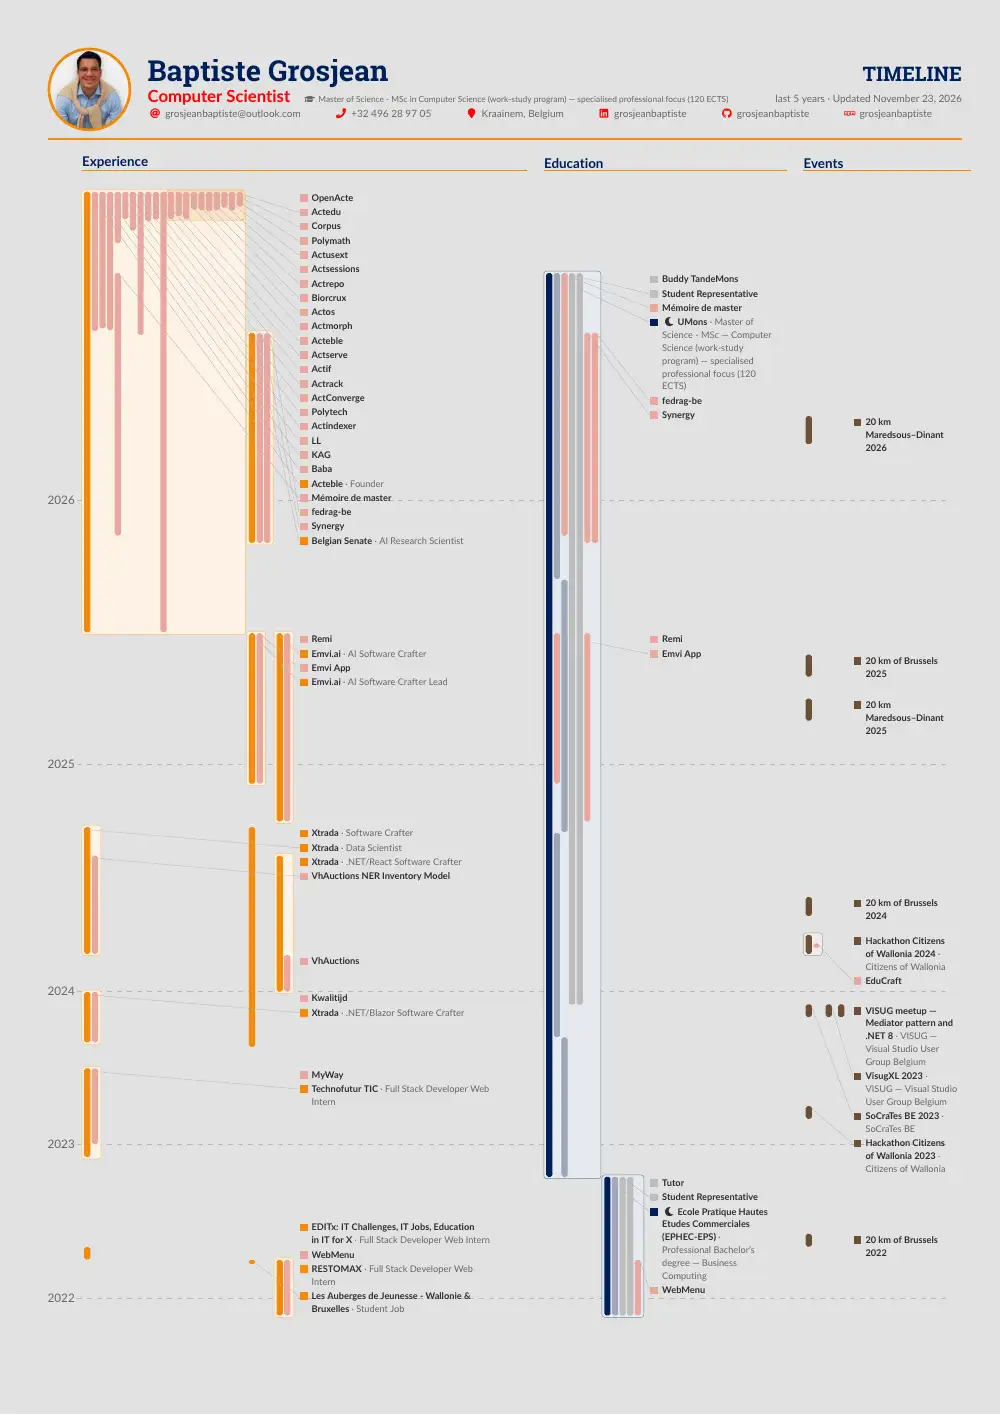 Baptiste Grosjean
TIMELINE
Computer Scientist
Master of Science - MSc in Computer Science (work-study program) — specialised professional focus (120 ECTS)
last 5 years · Updated November 23, 2026
grosjeanbaptiste@outlook.com
+32 496 28 97 05
Kraainem, Belgium
grosjeanbaptiste
grosjeanbaptiste
grosjeanbaptiste
Experience
Education
Events
OpenActe
Actedu
Corpus
Polymath
Actusext
Actsessions
Actrepo
Biorcrux
Actos
Actmorph
Acteble
Actserve
Actif
Actrack
ActConverge
Polytech
Actindexer
LL
KAG
Baba
Acteble · Founder
Mémoire de master
fedrag-be
Synergy
Belgian Senate · AI Research Scientist
Remi
Emvi.ai · AI Software Crafter
Emvi App
Emvi.ai · AI Software Crafter Lead
Xtrada · Software Crafter
Xtrada · Data Scientist
Xtrada · .NET/React Software Crafter
VhAuctions NER Inventory Model
VhAuctions
Kwalitijd
Xtrada · .NET/Blazor Software Crafter
MyWay
Technofutur TIC · Full Stack Developer Web
Intern
EDITx: IT Challenges, IT Jobs, Education
in IT for X · Full Stack Developer Web Intern
WebMenu
RESTOMAX · Full Stack Developer Web
Intern
Les Auberges de Jeunesse - Wallonie &
Bruxelles · Student Job
2026
2025
2024
2023
2022
Buddy TandeMons
Student Representative
Mémoire de master
UMons · Master of
Science - MSc — Computer
Science (work-study
program) — specialised
professional focus (120
ECTS)
fedrag-be
Synergy
Remi
Emvi App
Tutor
Student Representative
Ecole Pratique Hautes
Etudes Commerciales
(EPHEC-EPS) ·
Professional Bachelor's
degree — Business
Computing
WebMenu
20 km
Maredsous–Dinant
2026
20 km of Brussels
2025
20 km
Maredsous–Dinant
2025
20 km of Brussels
2024
Hackathon Citizens
of Wallonia 2024 ·
Citizens of Wallonia
EduCraft
VISUG meetup —
Mediator pattern and
.NET 8 · VISUG —
Visual Studio User
Group Belgium
VisugXL 2023 ·
VISUG — Visual Studio
User Group Belgium
SoCraTes BE 2023 ·
SoCraTes BE
Hackathon Citizens
of Wallonia 2023 ·
Citizens of Wallonia
20 km of Brussels
2022